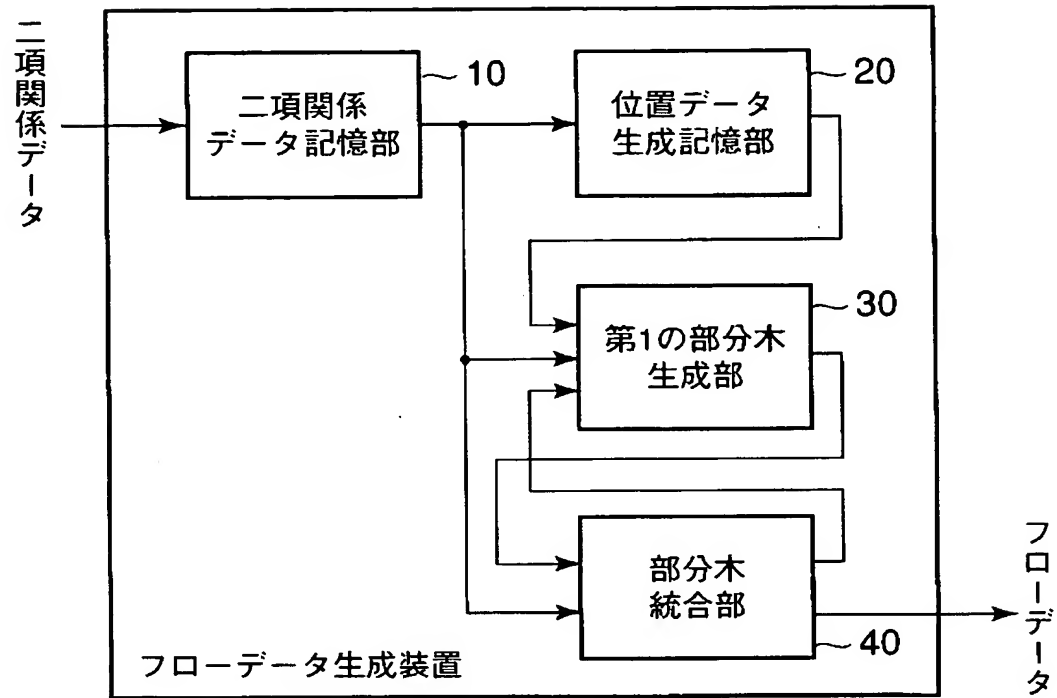 二項関係データ
二項関係
データ記憶部
10
位置データ
生成記憶部
20
第1の部分木
生成部
30
部分木
統合部
40
フローデータ生成装置
フローデータ